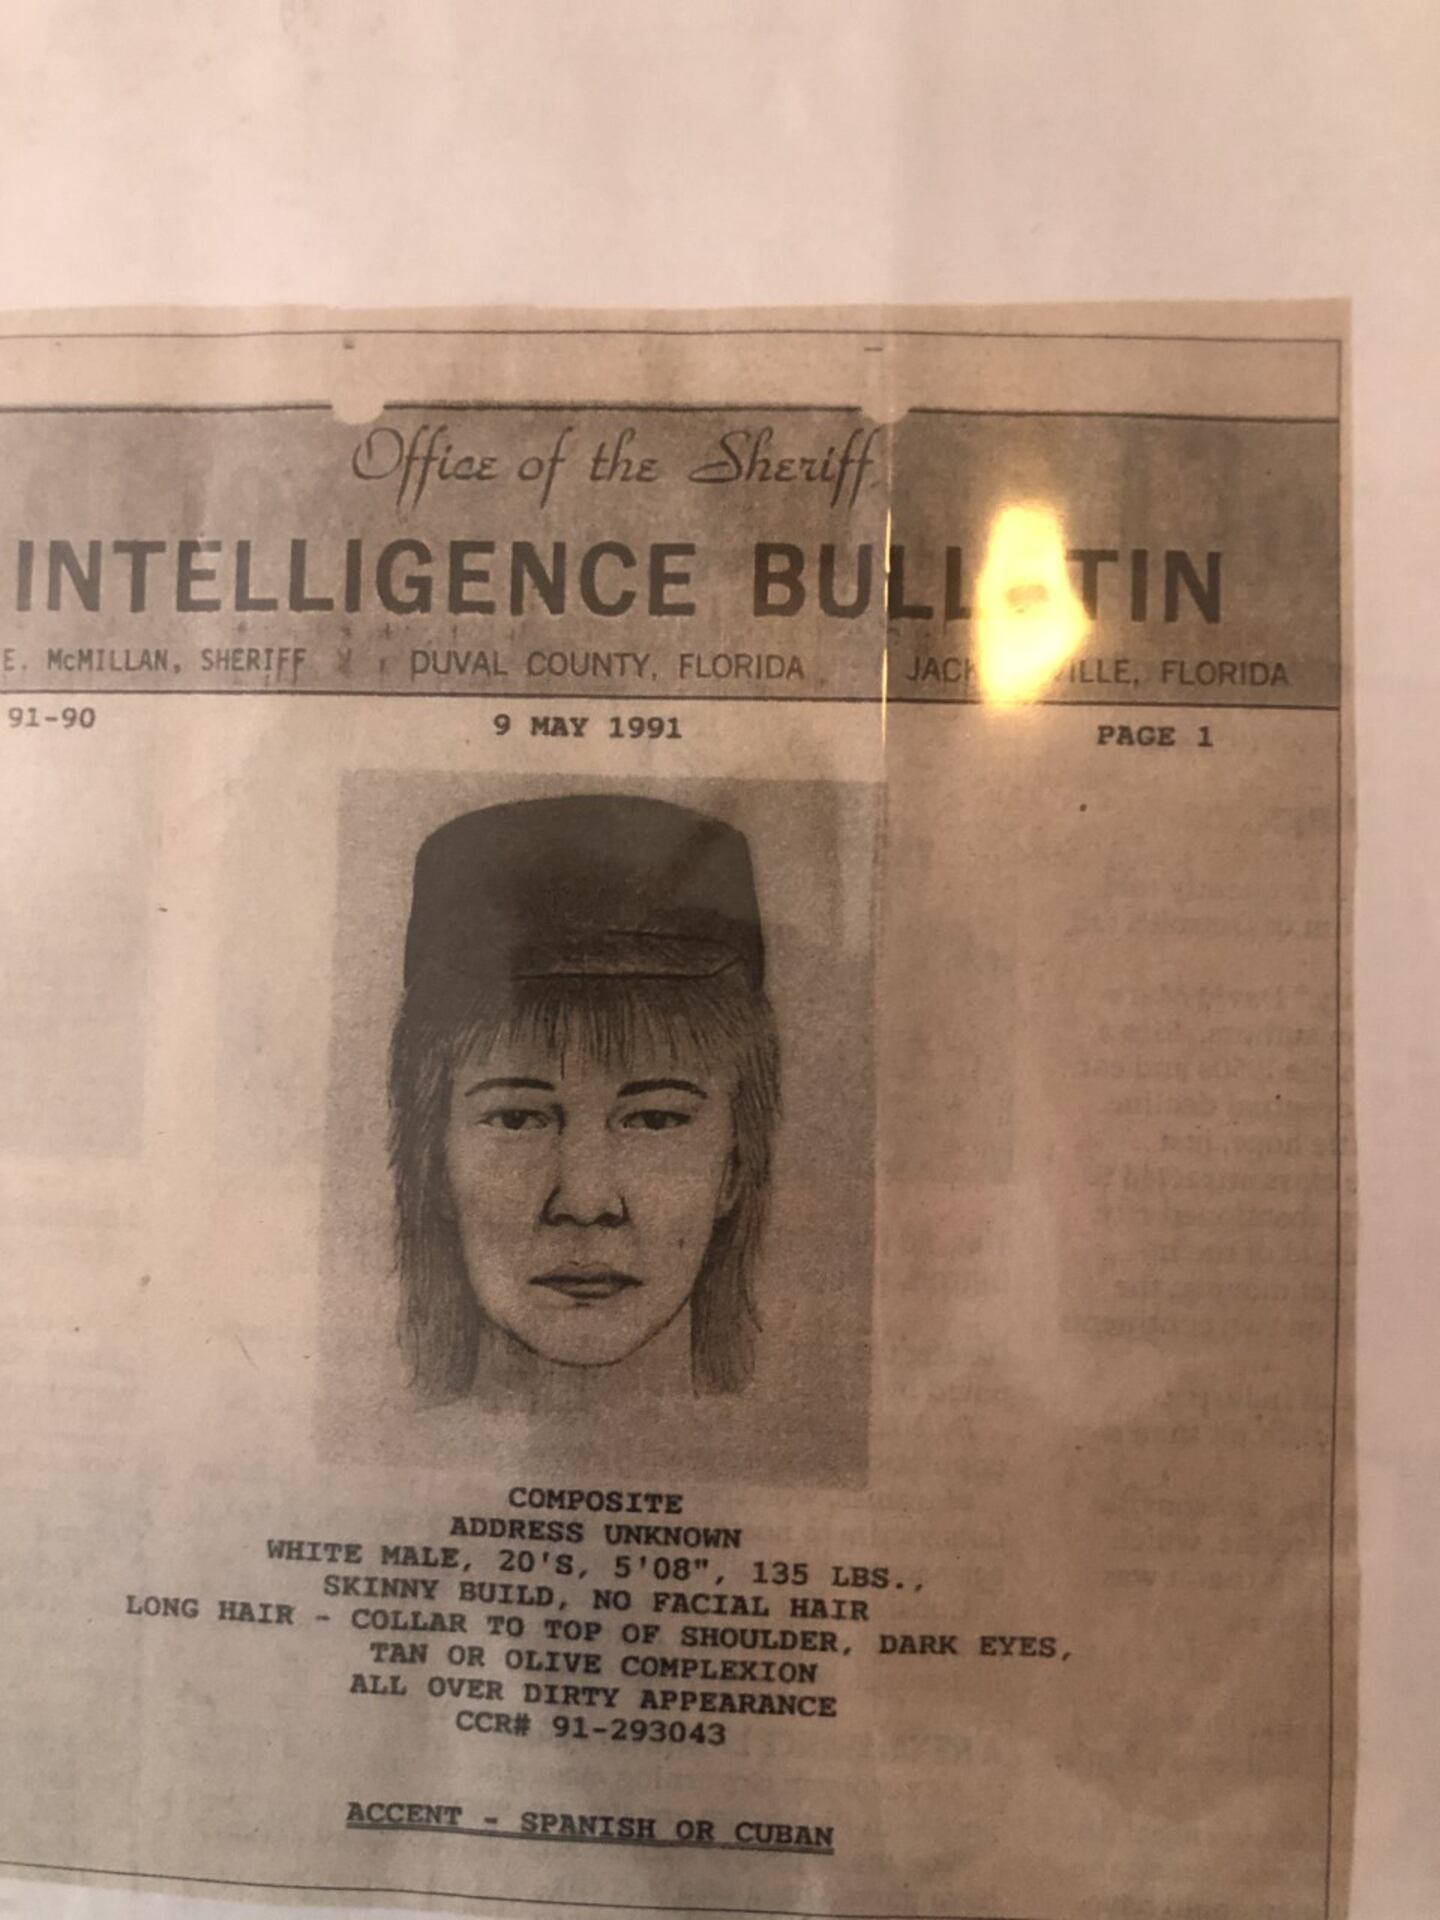 Office of the Sheriff
INTELLIGENCE BULLETIN
E. McMILLAN, SHERIFF DUVAL COUNTY, FLORIDA JACKSONVILLE, FLORIDA
91-90 9 MAY 1991 PAGE 1
COMPOSITE
ADDRESS UNKNOWN
WHITE MALE, 20'S, 5'08", 135 LBS.,
SKINNY BUILD, NO FACIAL HAIR
LONG HAIR - COLLAR TO TOP OF SHOULDER, DARK EYES,
TAN OR OLIVE COMPLEXION
ALL OVER DIRTY APPEARANCE
CCR# 91-293043
ACCENT - SPANISH OR CUBAN